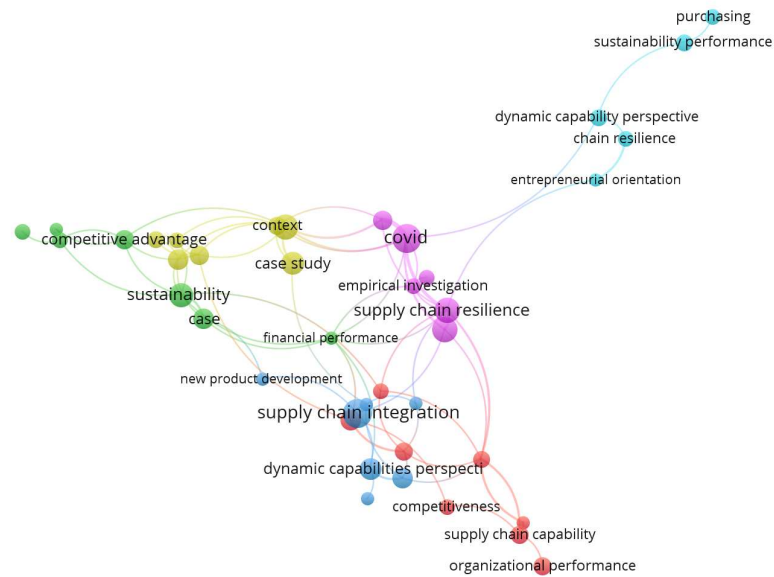 purchasing
sustainability performance
dynamic capability perspective
chain resilience
entrepreneurial orientation
context
competitive advantage
covid
case study
empirical investigation
sustainability
supply chain resilience
case
financial performance
new product development
supply chain integration
dynamic capabilities perspecti
competitiveness
supply chain capability
organizational performance